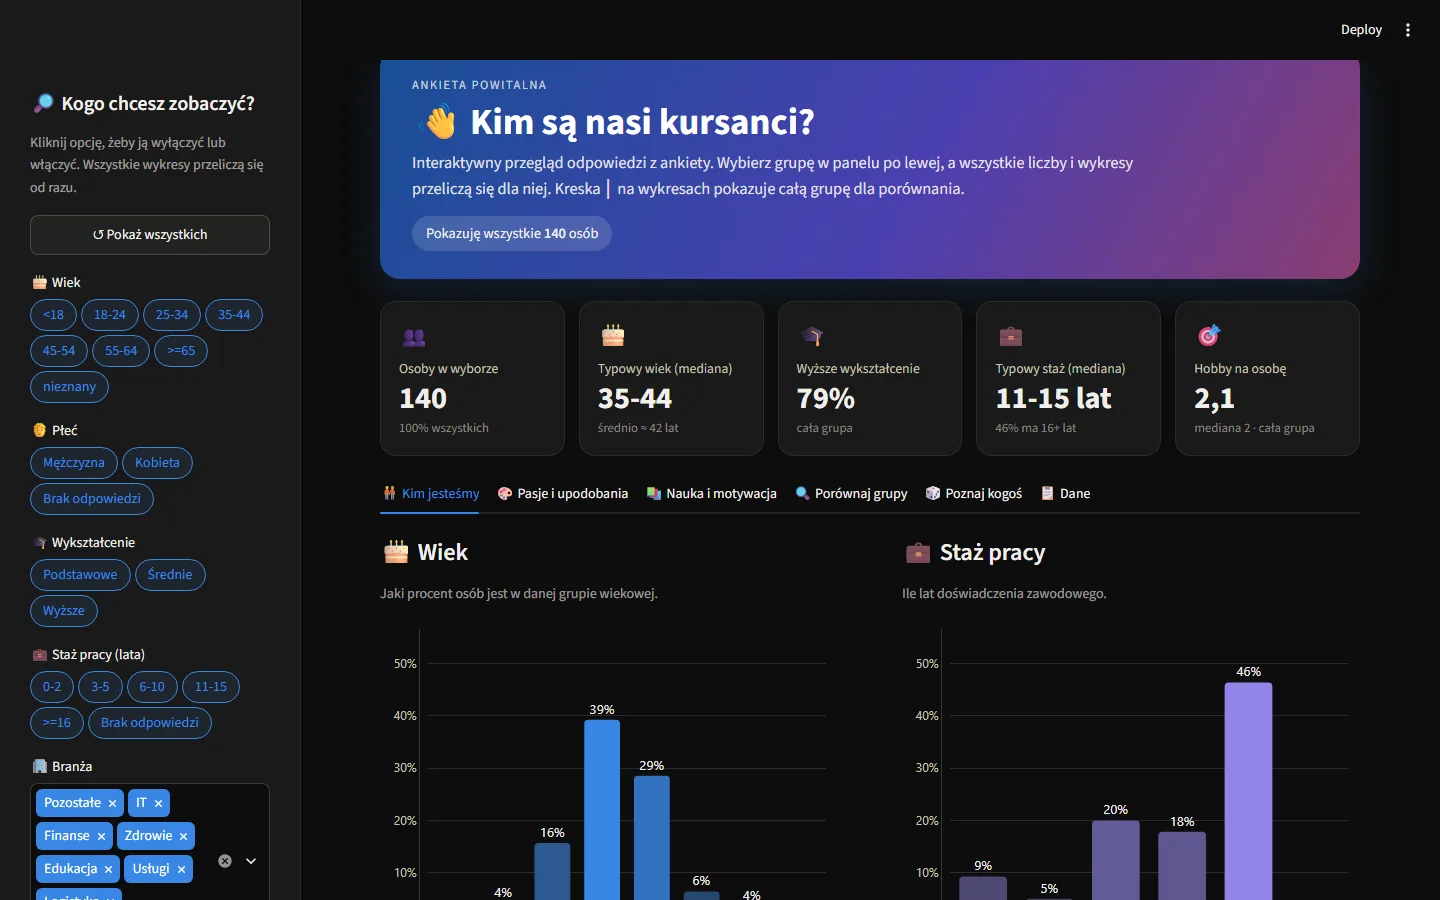 Deploy
Kogo chcesz zobaczyć?
Kliknij opcję, żeby ją wyłączyć lub
włączyć. Wszystkie wykresy przeliczą się
od razu.
↺ Pokaż wszystkich
Wiek
<18 18-24 25-34 35-44
45-54 55-64 >=65
nieznany
Płeć
Mężczyzna Kobieta
Brak odpowiedzi
Wykształcenie
Podstawowe Średnie
Wyższe
Staż pracy (lata)
0-2 3-5 6-10 11-15
>=16 Brak odpowiedzi
Branża
Pozostałe IT
Finanse Zdrowie
Edukacja Usługi
Logistyka
ANKIETA POWITALNA
Kim są nasi kursanci?
Interaktywny przegląd odpowiedzi z ankiety. Wybierz grupę w panelu po lewej, a wszystkie liczby i wykresy
przeliczą się dla niej. Kreska | na wykresach pokazuje całą grupę dla porównania.
Pokazuję wszystkie 140 osób
Osoby w wyborze
140
100% wszystkich
Typowy wiek (mediana)
35-44
średnio ≈ 42 lat
Wyższe wykształcenie
79%
cała grupa
Typowy staż (mediana)
11-15 lat
46% ma 16+ lat
Hobby na osobę
2,1
mediana 2 · cała grupa
Kim jesteśmy Pasje i upodobania Nauka i motywacja Porównaj grupy Poznaj kogoś Dane
Wiek
Jaki procent osób jest w danej grupie wiekowej.
50%
40%
30%
20%
10%
4%
16%
39%
29%
6%
4%
Staż pracy
Ile lat doświadczenia zawodowego.
50%
40%
30%
20%
10%
9%
5%
20%
18%
46%